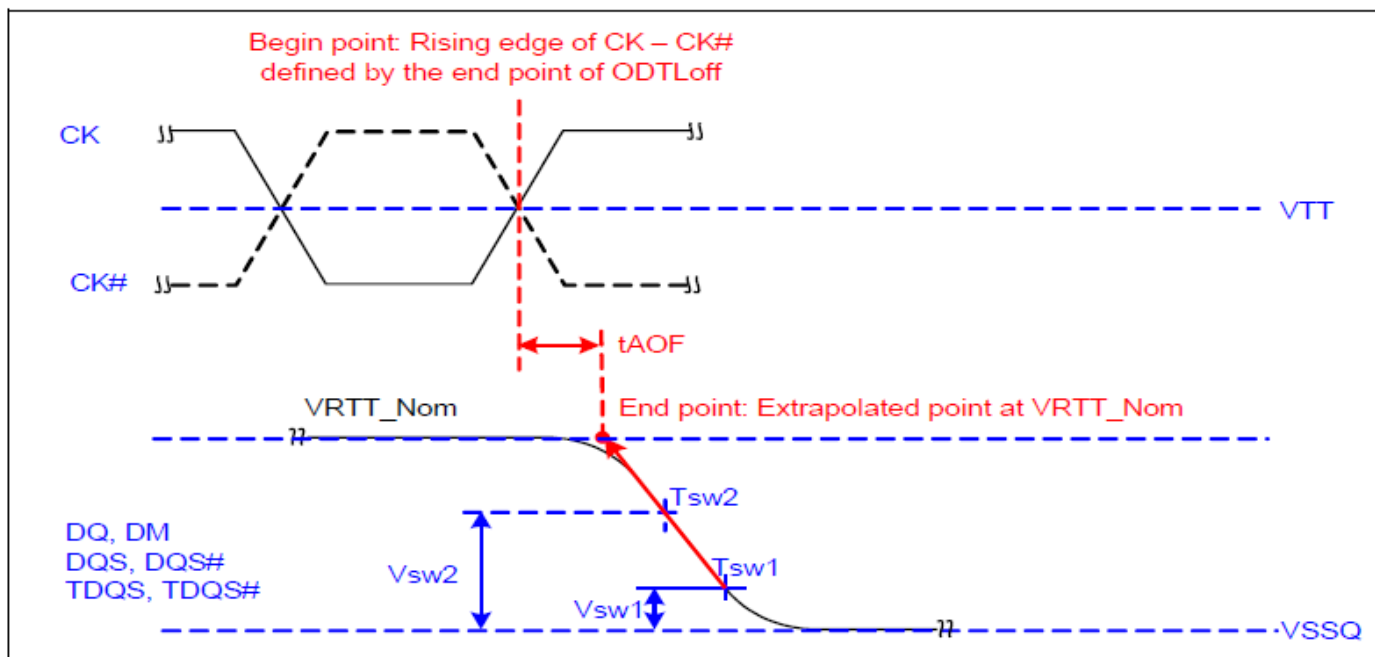 Begin point: Rising edge of CK – CK#
defined by the end point of ODTLoff
CK
VTT
CK#
tAOF
VRTT_Nom
End point: Extrapolated point at VRTT_Nom
Tsw2
DQ, DM
DQS, DQS#
TDQS, TDQS#
Vsw2
Tsw1
Vsw1
VSSQ